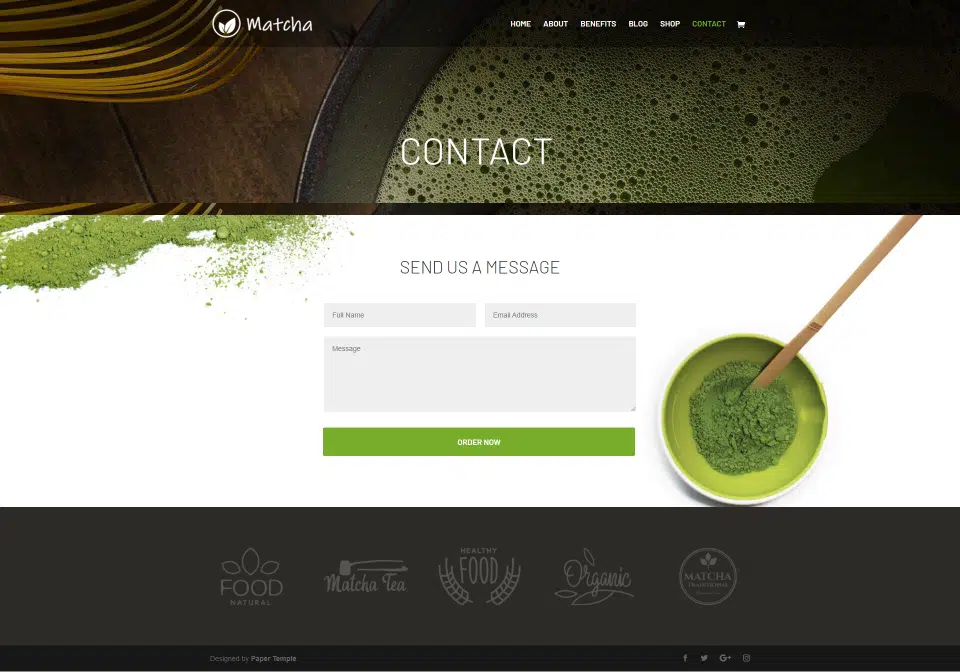 Matcha
HOME ABOUT BENEFITS BLOG SHOP CONTACT
CONTACT
SEND US A MESSAGE
Full Name
Email Address
Message
ORDER NOW
FOOD
NATURAL
Matcha Tea
HEALTHY
FOOD
Organic
MATCHA
TRADITIONAL
Designed by Paper Temple